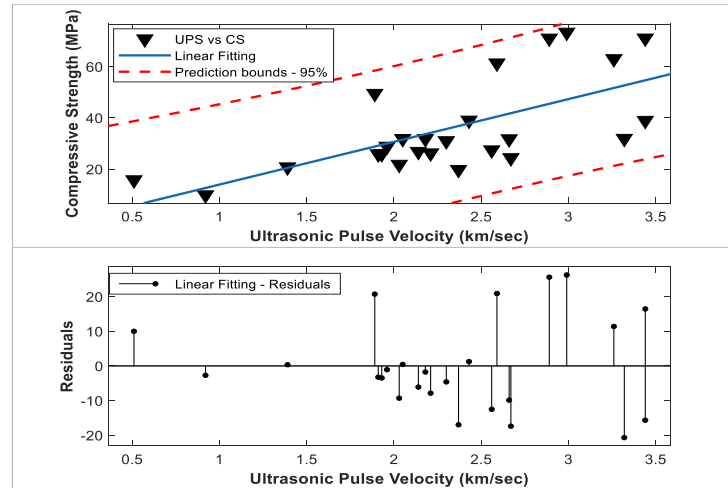 Compressive Strength (MPa)
60
40
20
UPS vs CS
Linear Fitting
Prediction bounds - 95%
0.5 1 1.5 2 2.5 3 3.5
Ultrasonic Pulse Velocity (km/sec)
Residuals
20
10
0
-10
-20
Linear Fitting - Residuals
0.5 1 1.5 2 2.5 3 3.5
Ultrasonic Pulse Velocity (km/sec)